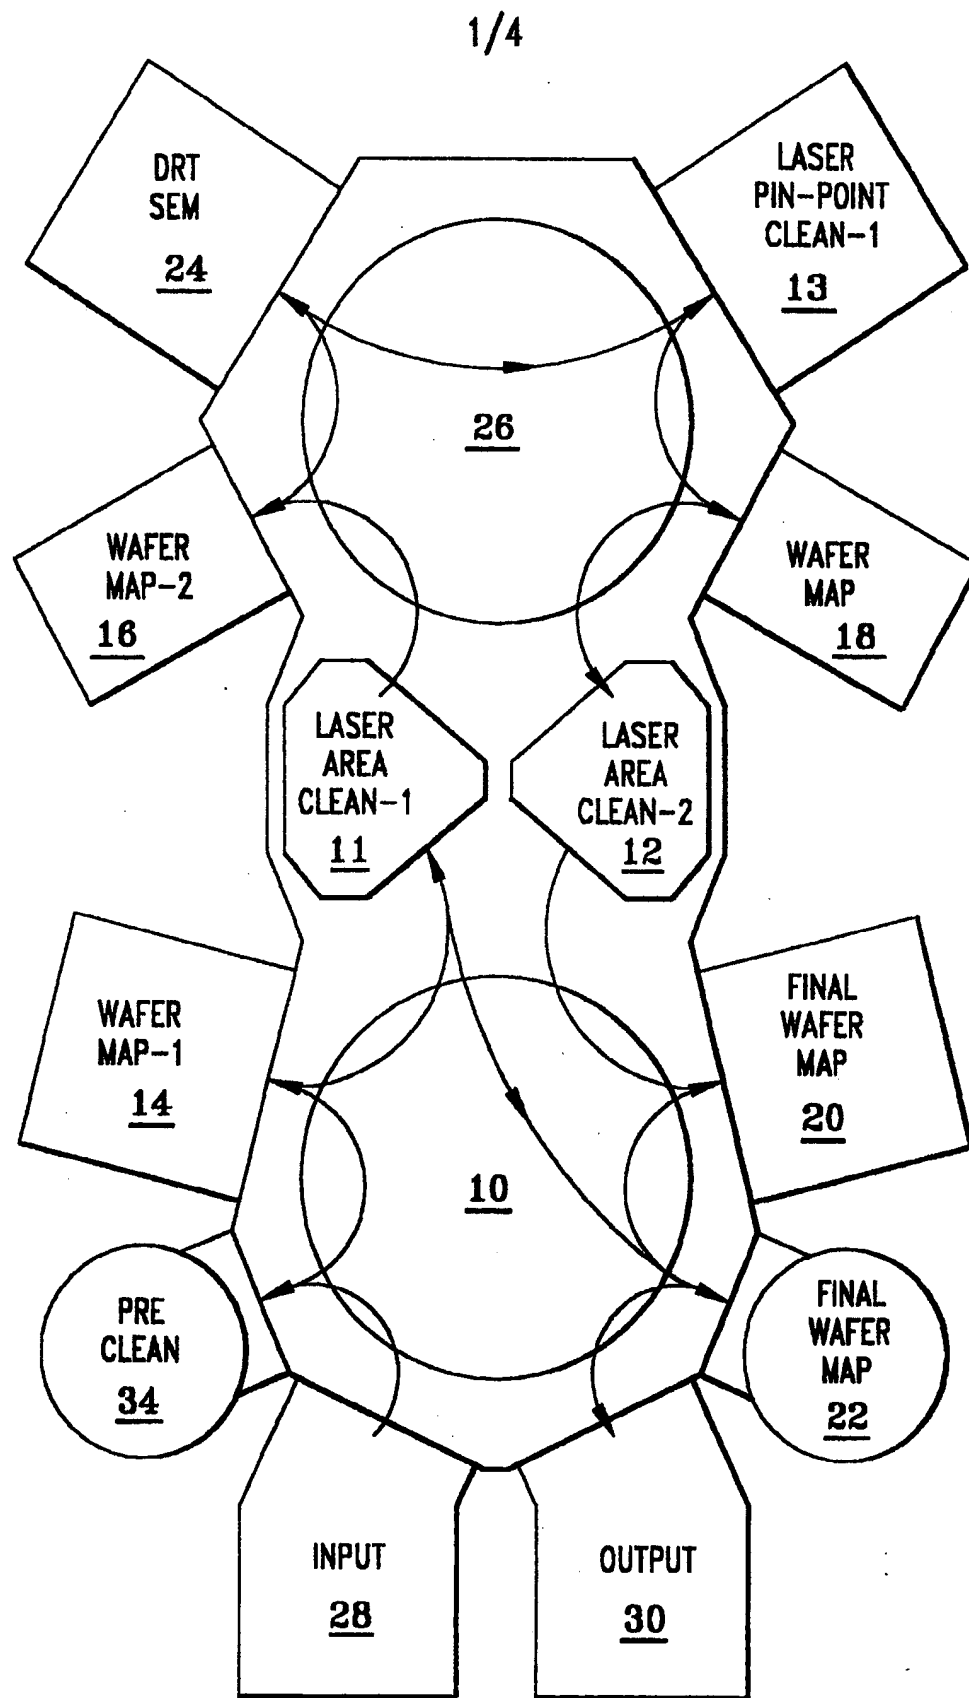 1/4
DRT
SEM
24
LASER
PIN-POINT
CLEAN-1
13
26
WAFER
MAP-2
16
WAFER
MAP
18
LASER
AREA
CLEAN-1
11
LASER
AREA
CLEAN-2
12
WAFER
MAP-1
14
FINAL
WAFER
MAP
20
10
PRE
CLEAN
34
FINAL
WAFER
MAP
22
INPUT
28
OUTPUT
30